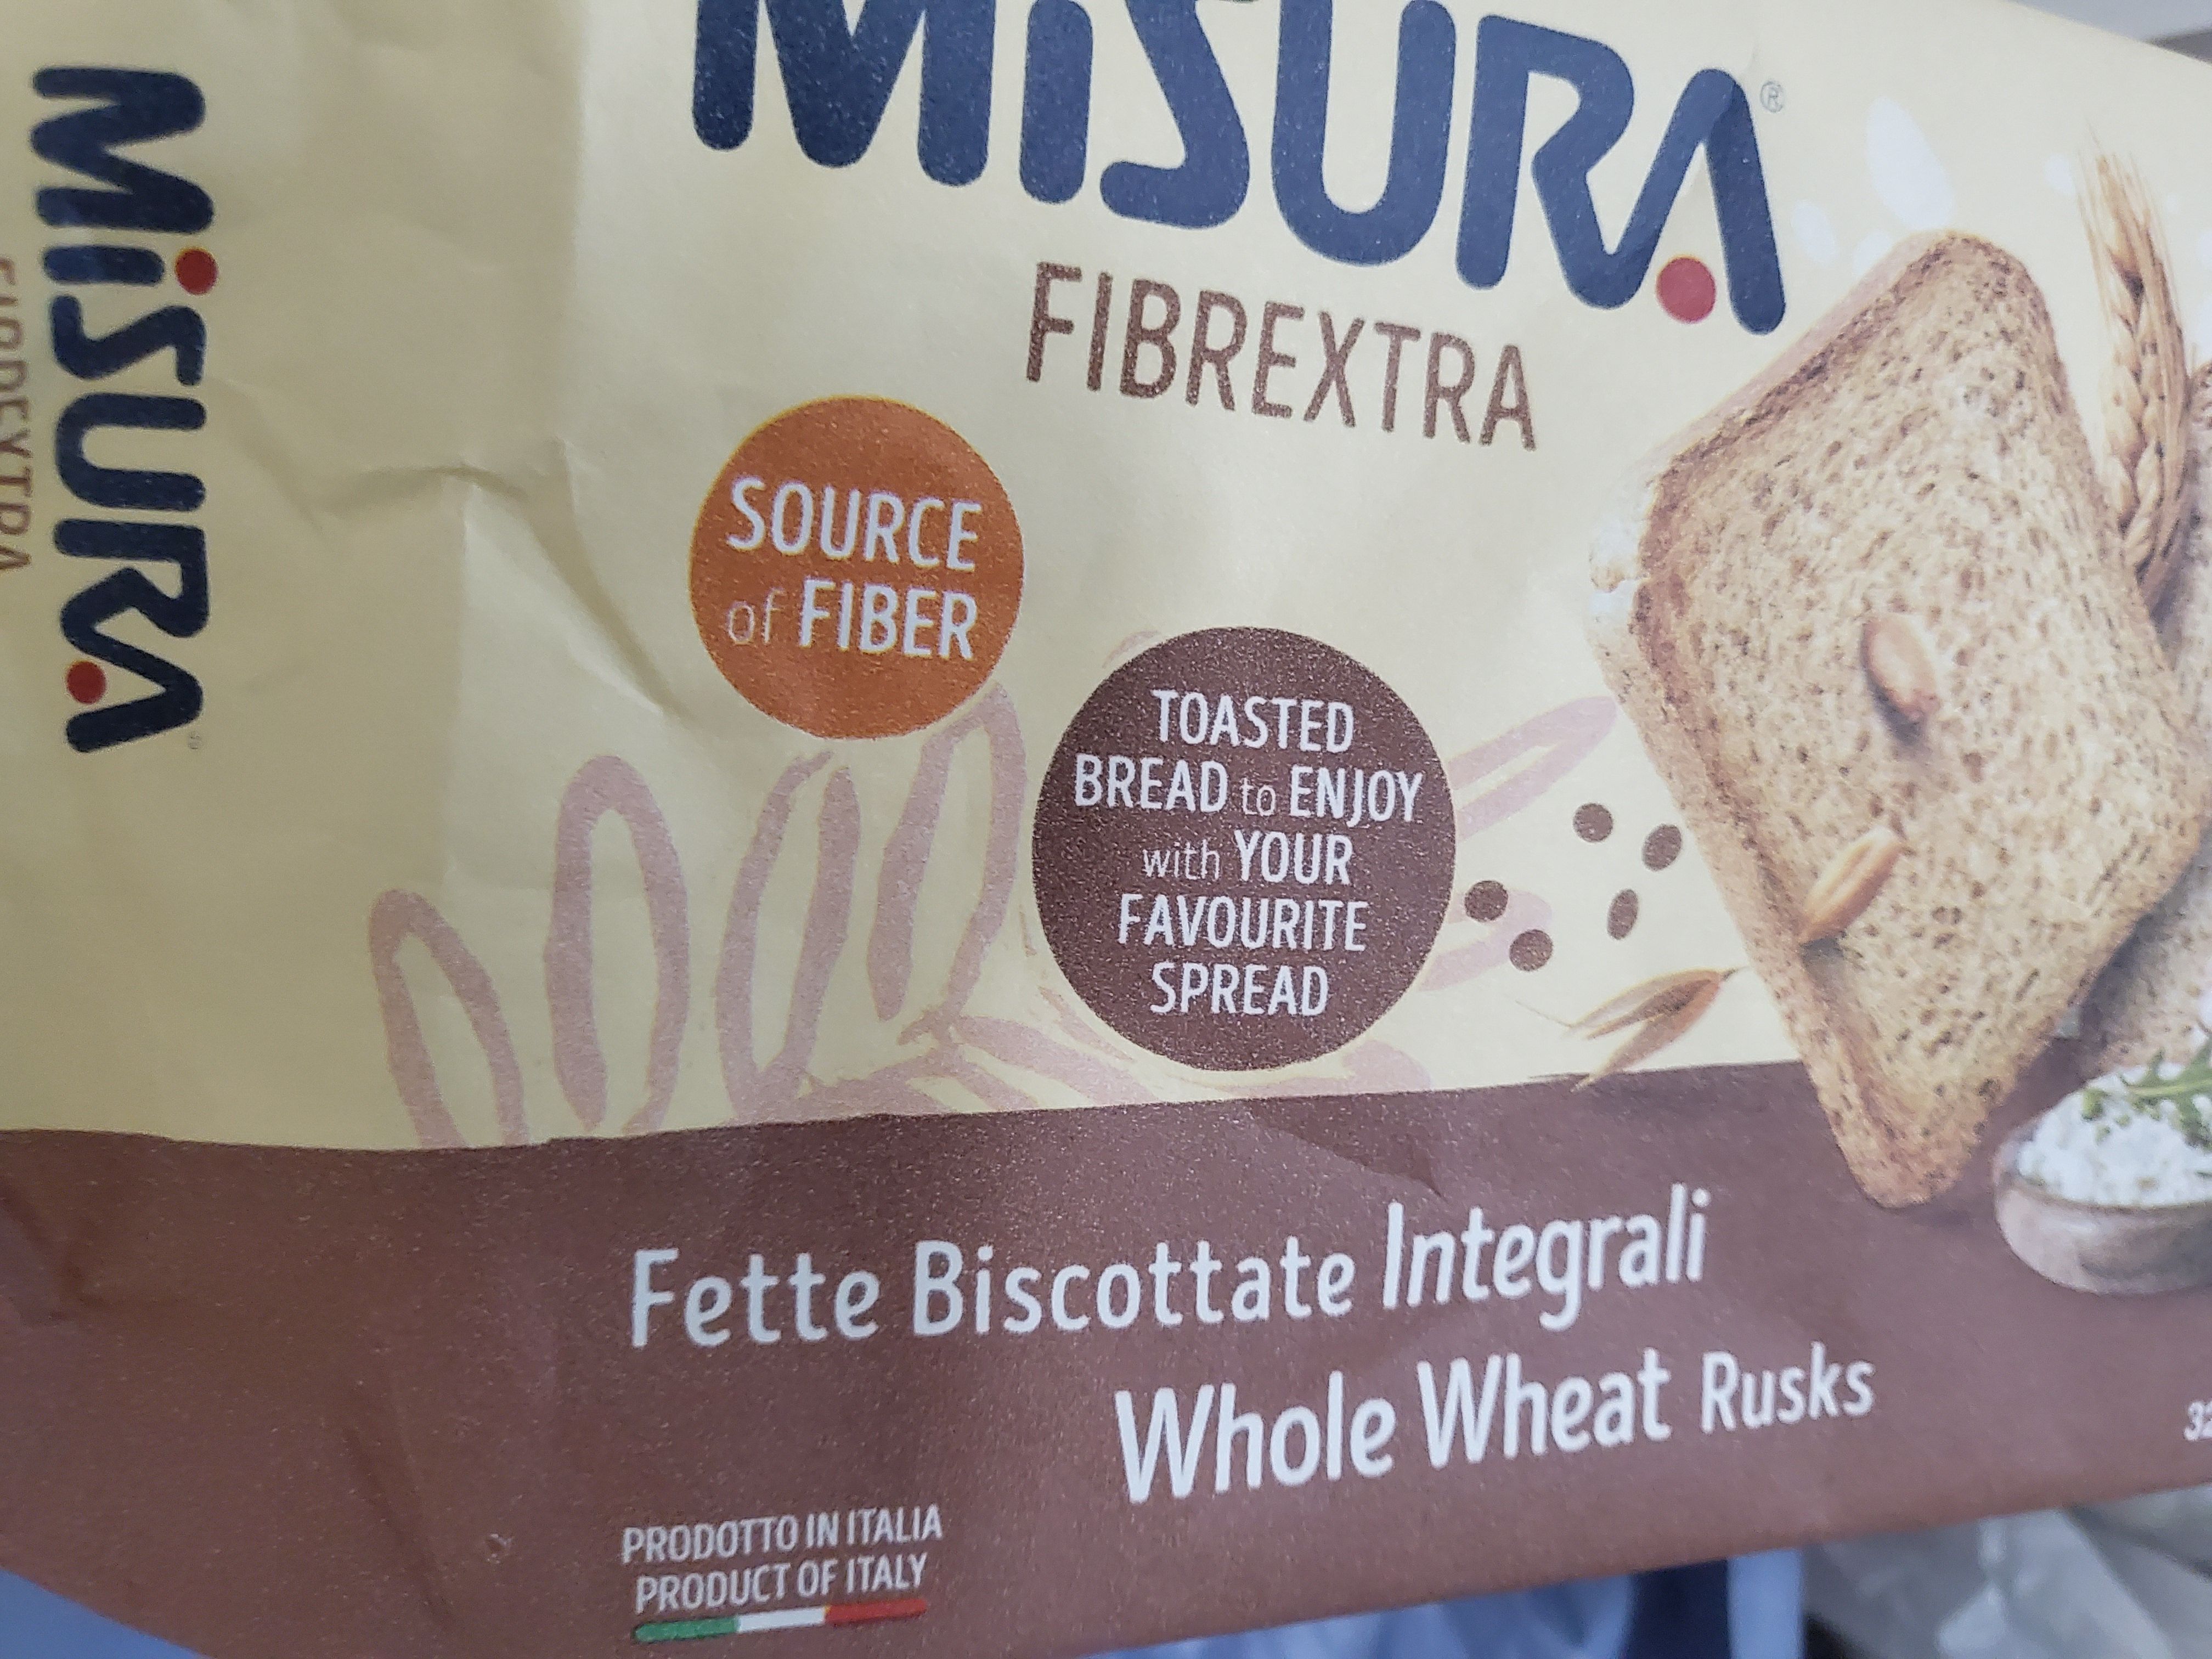 MiSURA
FIBREXTRA
MiSURA®
FIBREXTRA
SOURCE
of FIBER
TOASTED
BREAD to ENJOY
with YOUR
FAVOURITE
SPREAD
Fette Biscottate Integrali
Whole Wheat Rusks
PRODOTTO IN ITALIA
PRODUCT OF ITALY